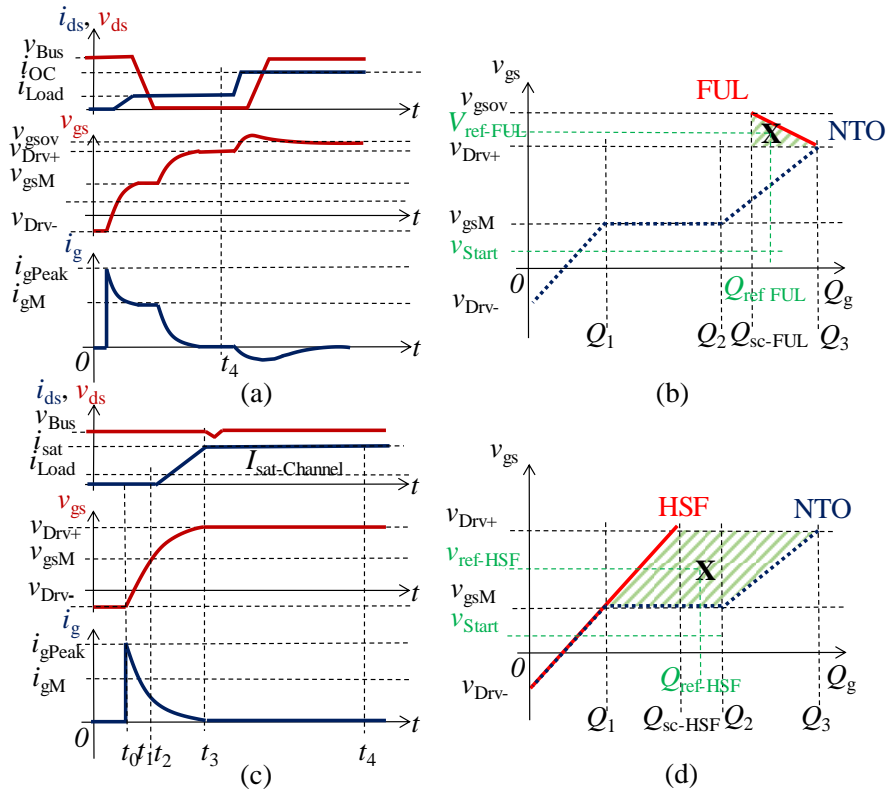 i_ds, v_ds
v_Bus
i_OC
i_Load
t
v_gs
v_gsov
v_Drv+
v_gsM
v_Drv-
t
i_g
i_gPeak
i_gM
0
t_4
t
(a)
v_gs
v_gsov
V_ref-FUL
v_Drv+
v_gsM
v_Start
0
v_Drv-
FUL
X
NTO
Q_ref FUL
Q_g
Q_1
Q_2
Q_sc-FUL
Q_3
(b)
i_ds, v_ds
v_Bus
i_sat
i_Load
I_sat-Channel
t
v_gs
v_Drv+
v_gsM
v_Drv-
t
i_g
i_gPeak
i_gM
0
t
t_0 t_1 t_2 t_3 t_4
(c)
v_gs
v_Drv+
v_ref-HSF
v_gsM
v_Start
0
v_Drv-
HSF
X
NTO
Q_ref-HSF
Q_g
Q_1
Q_sc-HSF
Q_2
Q_3
(d)